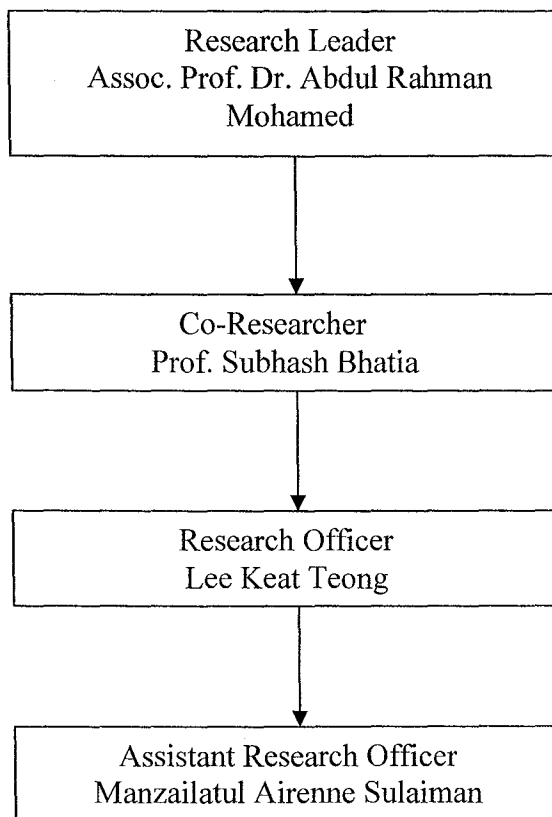 Research Leader
Assoc. Prof. Dr. Abdul Rahman
Mohamed
Co-Researcher
Prof. Subhash Bhatia
Research Officer
Lee Keat Teong
Assistant Research Officer
Manzailatul Airenne Sulaiman